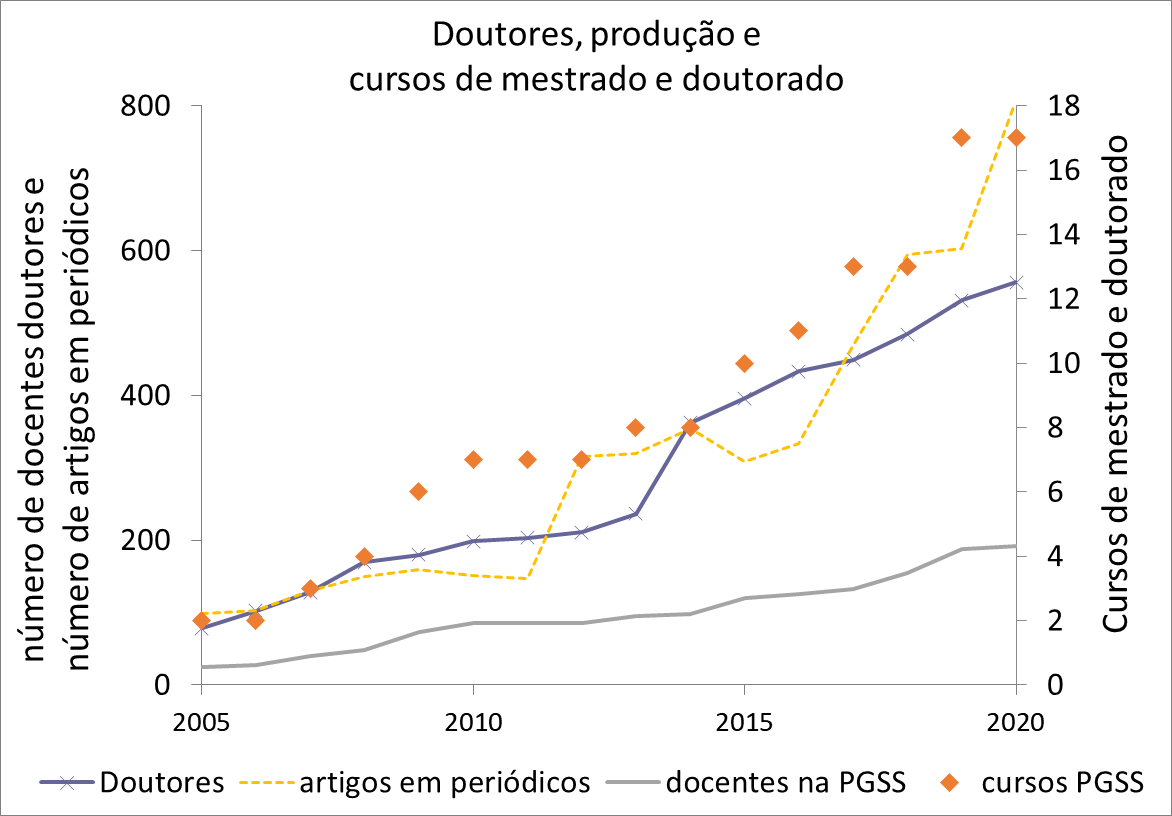 Doutores, produção e
cursos de mestrado e doutorado
número de docentes doutores e
número de artigos em periódicos
800
600
400
200
0
18
16
14
12
10
8
6
4
2
0
Cursos de mestrado e doutorado
2005 2010 2015 2020
Doutores artigos em periódicos docentes na PGSS cursos PGSS